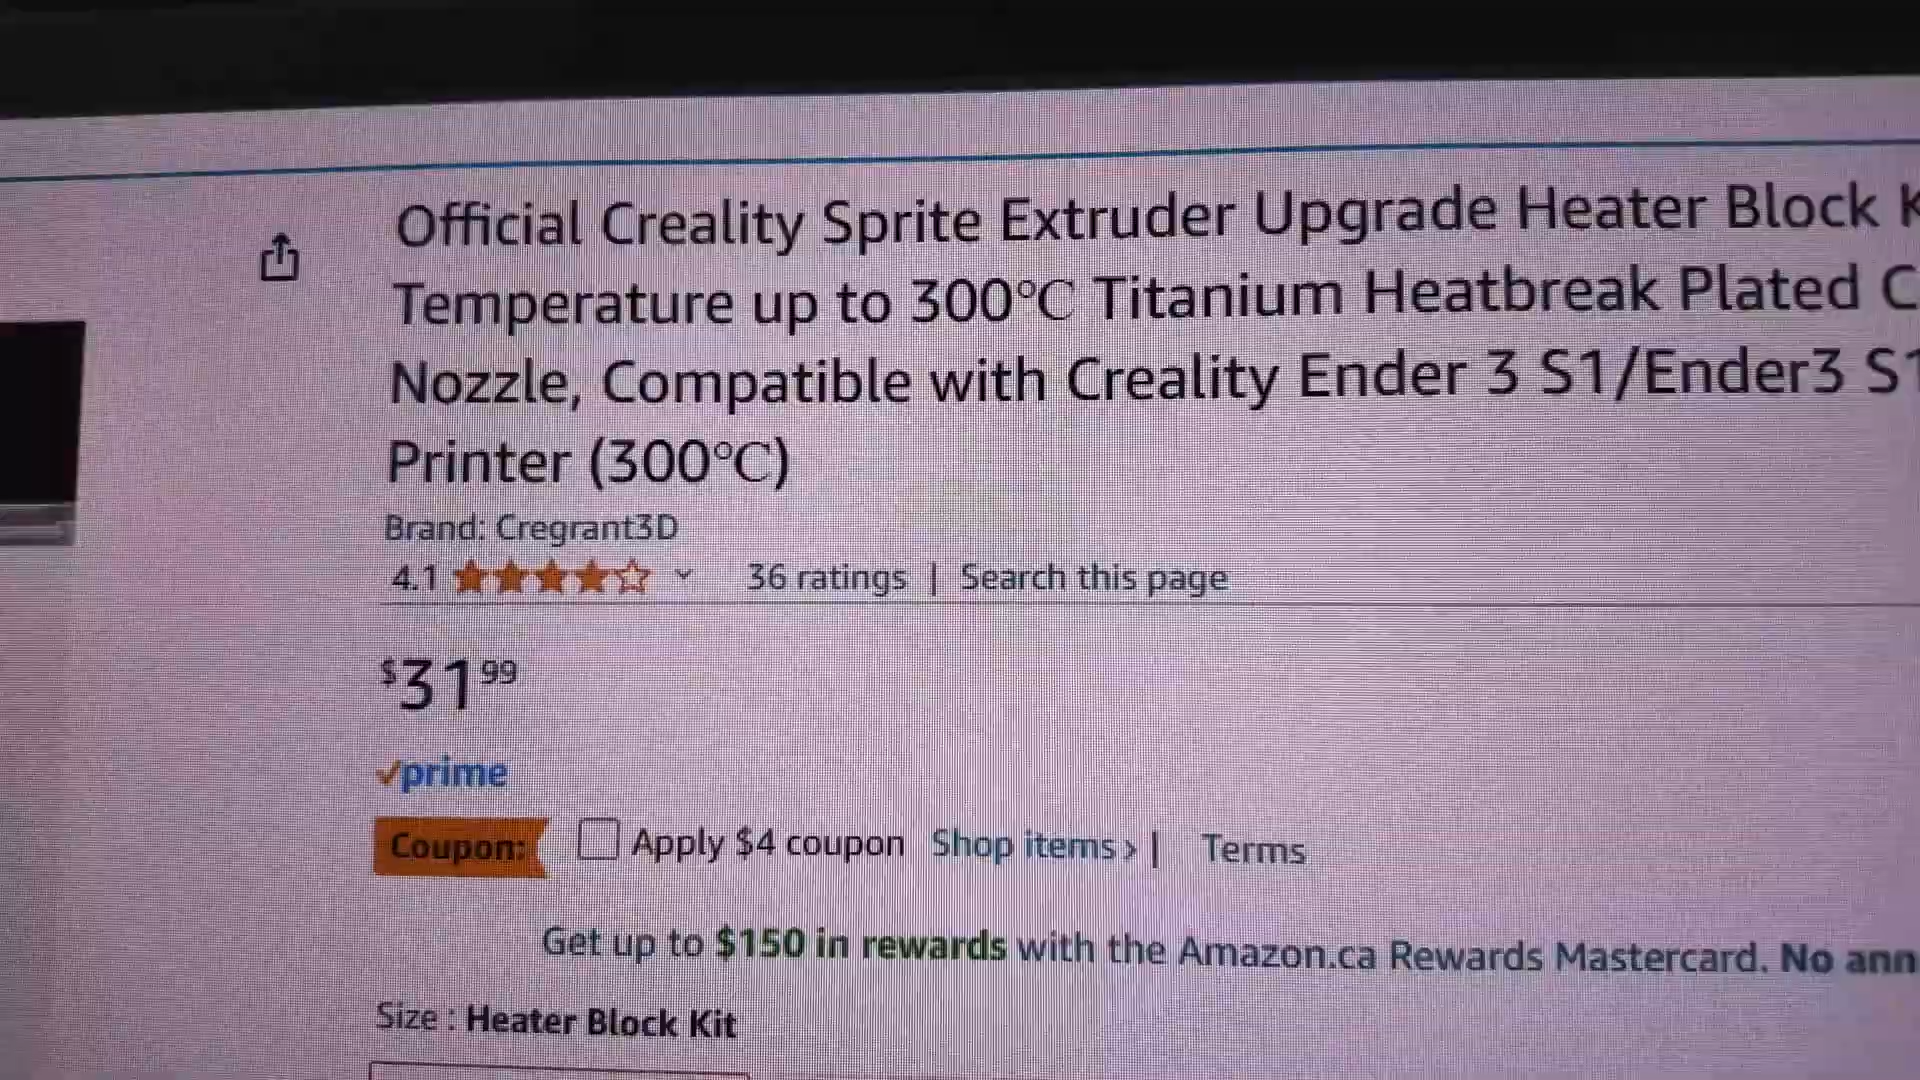 Official Creality Sprite Extruder Upgrade Heater Block
Temperature up to 300℃ Titanium Heatbreak Plated
Nozzle, Compatible with Creality Ender 3 S1/Ender3
Printer (300℃)
Brand: Cregrant3D
4.1 36 ratings | Search this page
$31 99
prime
Coupon: Apply $4 coupon Shop items › | Terms
Get up to $150 in rewards with the Amazon.ca Rewards Mastercard. No
Size : Heater Block Kit